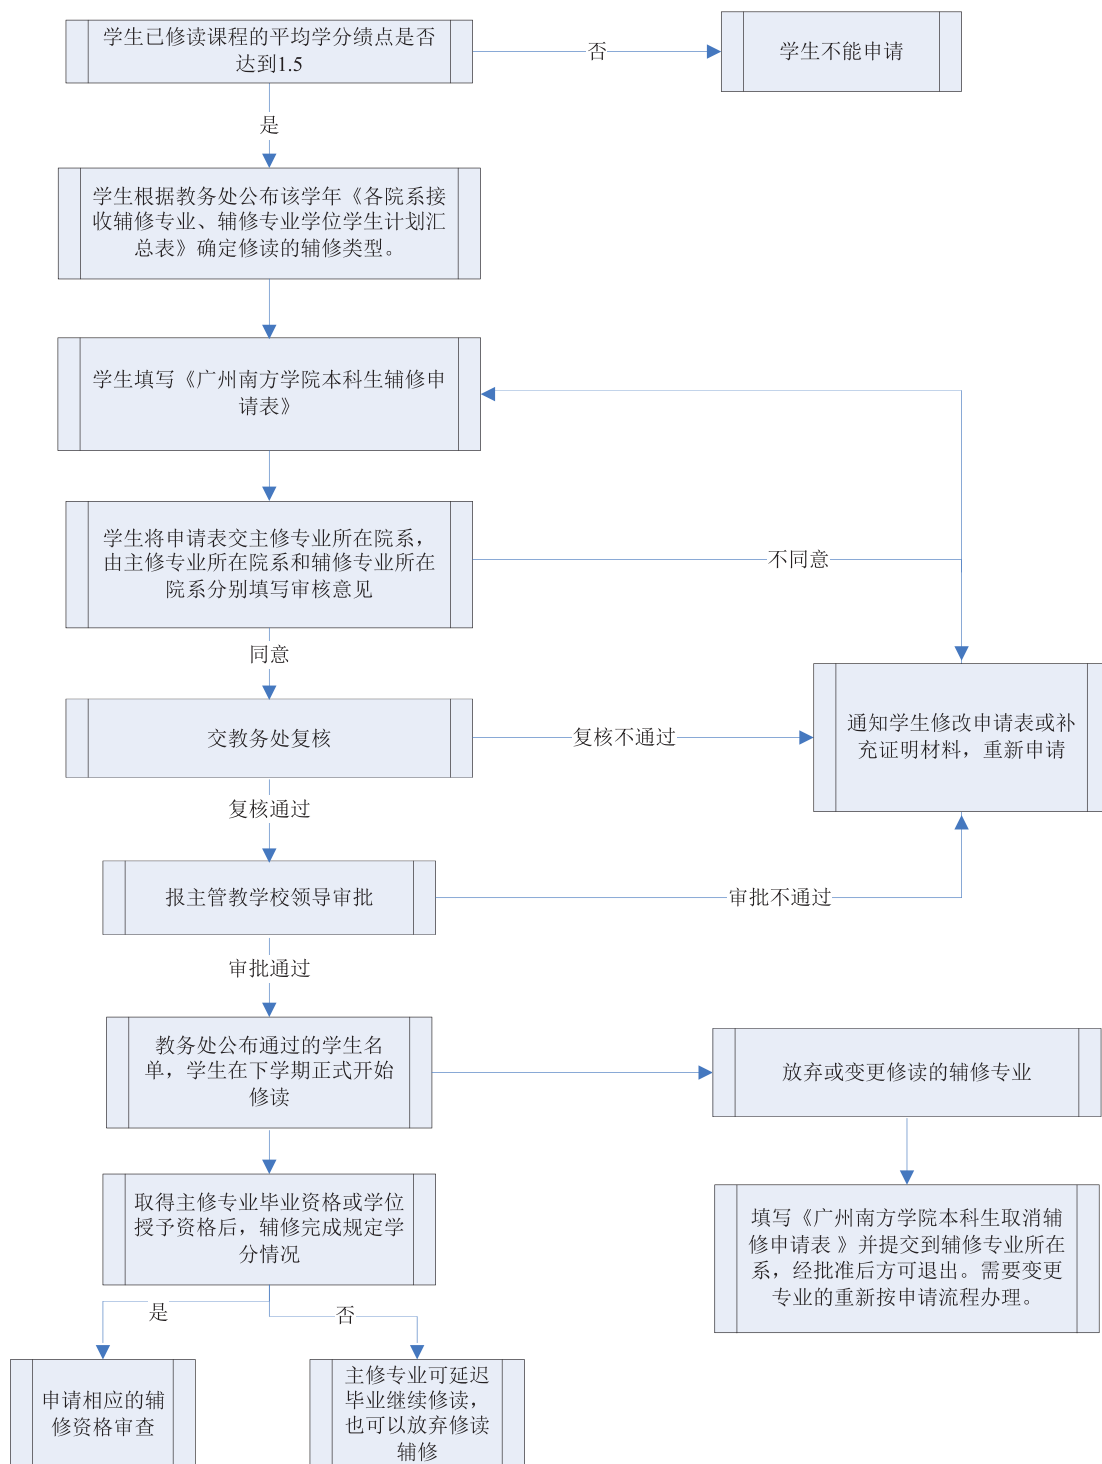 学生已修读课程的平均学分绩点是否
达到1.5
否
学生不能申请
是
学生根据教务处公布该学年《各院系接
收辅修专业、辅修专业学位学生计划汇
总表》确定修读的辅修类型。
学生填写《广州南方学院本科生辅修申
请表》
学生将申请表交主修专业所在院系，
由主修专业所在院系和辅修专业所在
院系分别填写审核意见
不同意
同意
交教务处复核
复核不通过
通知学生修改申请表或补
充证明材料，重新申请
复核通过
报主管教学校领导审批
审批不通过
审批通过
教务处公布通过的学生名
单，学生在下学期正式开始
修读
放弃或变更修读的辅修专业
取得主修专业毕业资格或学位
授予资格后，辅修完成规定学
分情况
填写《广州南方学院本科生取消辅
修申请表 》并提交到辅修专业所在
系，经批准后方可退出。需要变更
专业的重新按申请流程办理。
是
否
申请相应的辅
修资格审查
主修专业可延迟
毕业继续修读，
也可以放弃修读
辅修